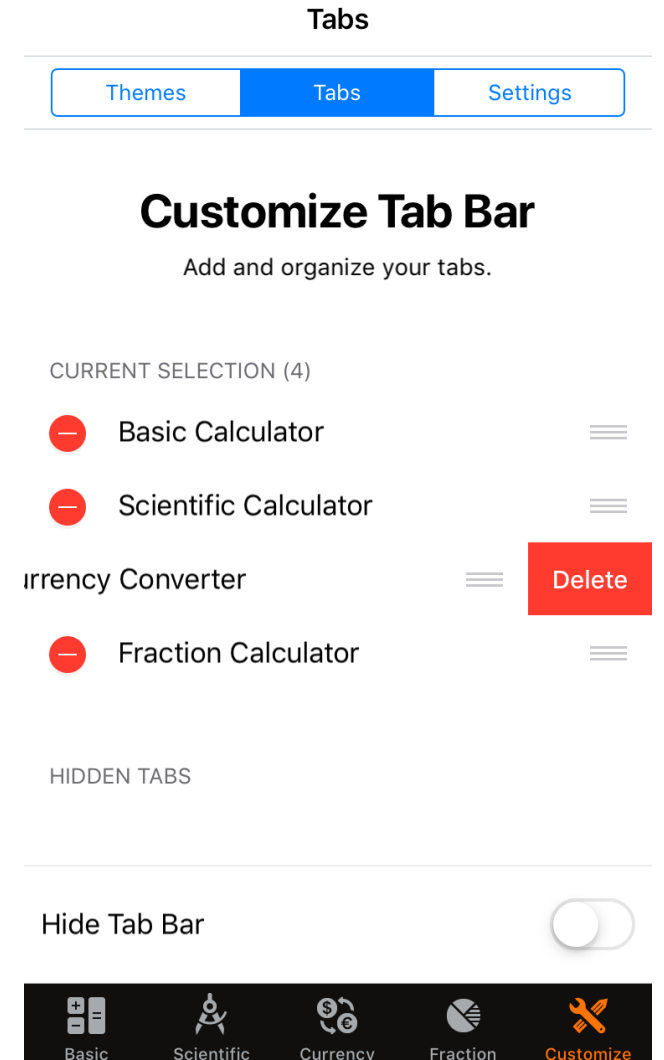 Tabs
Themes Tabs Settings
Customize Tab Bar
Add and organize your tabs.
CURRENT SELECTION (4)
Basic Calculator
Scientific Calculator
urrency Converter Delete
Fraction Calculator
HIDDEN TABS
Hide Tab Bar
Basic Scientific Currency Fraction Customize